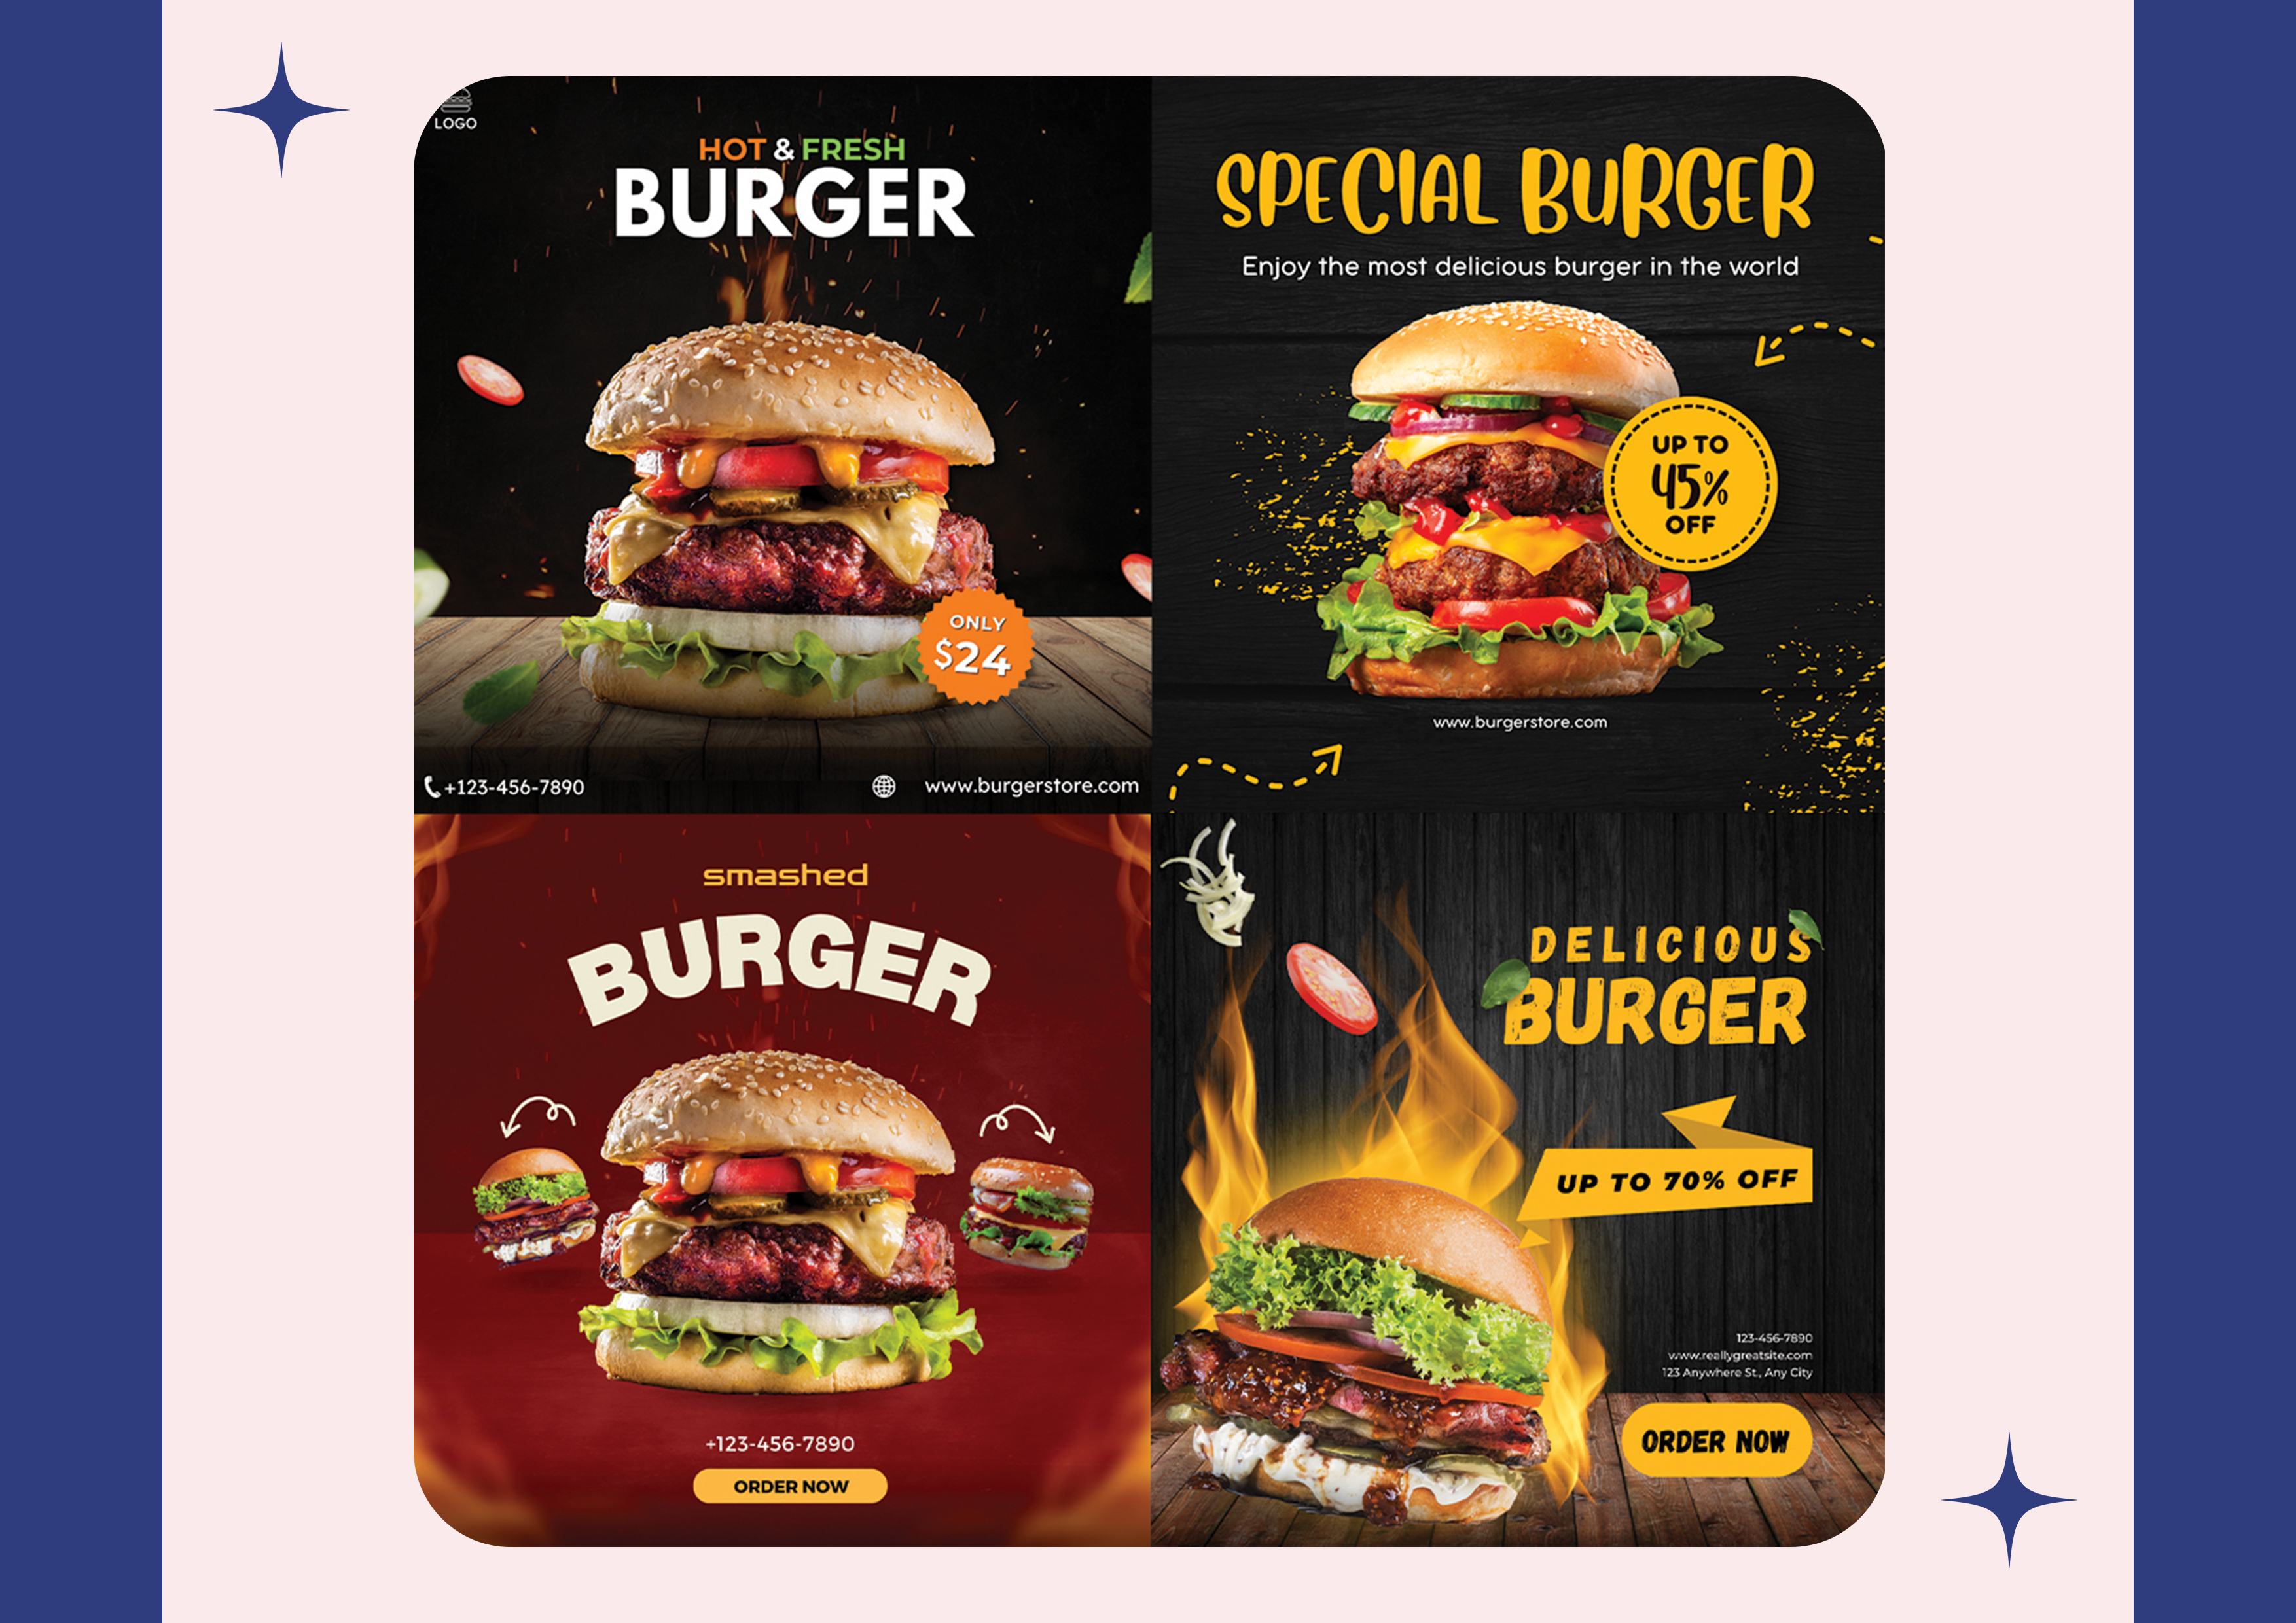 LOGO
HOT & FRESH
BURGER
ONLY
$24
+123-456-7890
www.burgerstore.com
SPECIAL BURGER
Enjoy the most delicious burger in the world
UP TO
45%
OFF
www.burgerstore.com
smashed
BURGER
+123-456-7890
ORDER NOW
DELICIOUS
BURGER
UP TO 70% OFF
123-456-7890
www.reallygreatsite.com
123 Anywhere St., Any City
ORDER NOW